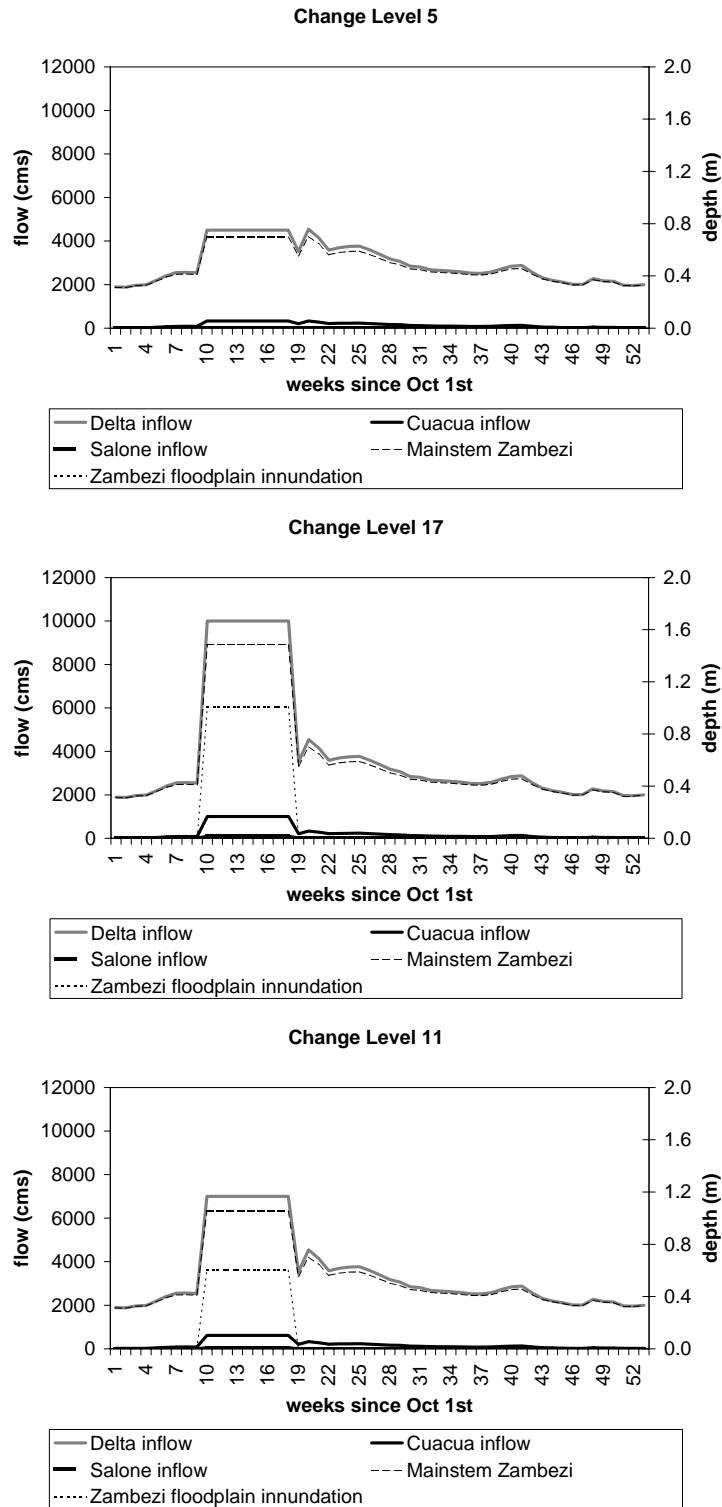 Change Level 5
12000 2.0
10000 1.6
8000 1.2
6000 0.8
4000 0.4
2000 0.0
0
flow (cms)
depth (m)
1 4 7 10 13 16 19 22 25 28 31 34 37 40 43 46 49 52
weeks since Oct 1st
Delta inflow Cuacua inflow
Salone inflow Mainstem Zambezi
Zambezi floodplain innundation
Change Level 17
12000 2.0
10000 1.6
8000 1.2
6000 0.8
4000 0.4
2000 0.0
0
flow (cms)
depth (m)
1 4 7 10 13 16 19 22 25 28 31 34 37 40 43 46 49 52
weeks since Oct 1st
Delta inflow Cuacua inflow
Salone inflow Mainstem Zambezi
Zambezi floodplain innundation
Change Level 11
12000 2.0
10000 1.6
8000 1.2
6000 0.8
4000 0.4
2000 0.0
0
flow (cms)
depth (m)
1 4 7 10 13 16 19 22 25 28 31 34 37 40 43 46 49 52
weeks since Oct 1st
Delta inflow Cuacua inflow
Salone inflow Mainstem Zambezi
Zambezi floodplain innundation